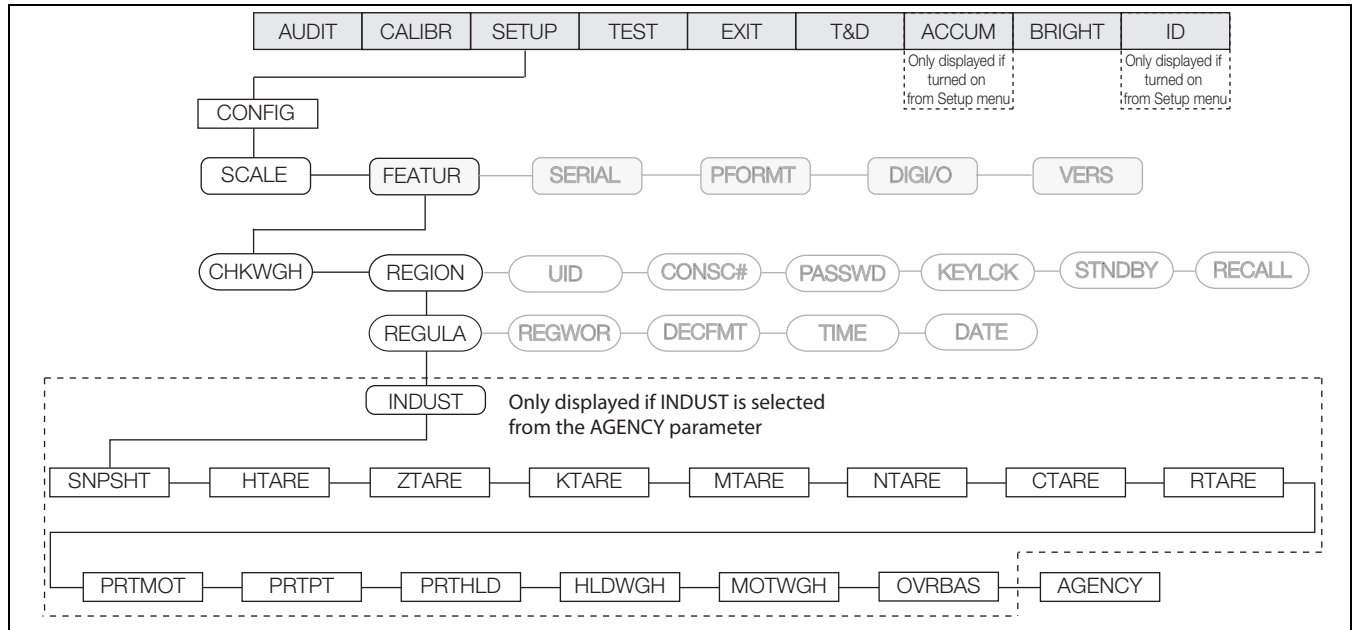 AUDIT CALIBR SETUP TEST EXIT T&D ACCUM BRIGHT ID
Only displayed if
turned on
from Setup menu
Only displayed if
turned on
from Setup menu
CONFIG
SCALE FEATUR SERIAL PFORMT DIGI/O VERS
CHKWGH REGION UID CONSC# PASSWD KEYLCK STNDBY RECALL
REGULA REGWOR DECFMT TIME DATE
INDUST
Only displayed if INDUST is selected
from the AGENCY parameter
SNPSHT HTARE ZTARE KTARE MTARE NTARE CTARE RTARE
PRTMOT PRTPT PRTHLD HLDWGH MOTWGH OVRBAS AGENCY